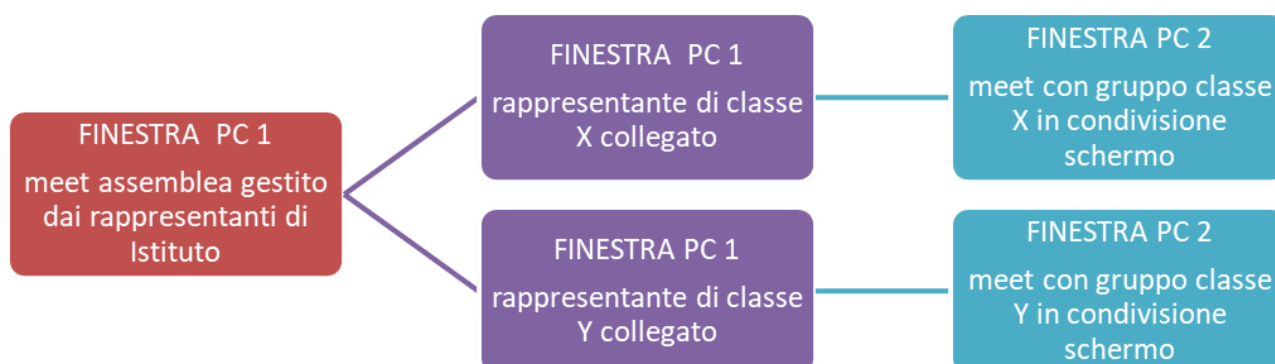 FINESTRA PC 1
meet assemblea gestito
dai rappresentanti di
Istituto
FINESTRA PC 1
rappresentante di classe
X collegato
FINESTRA PC 2
meet con gruppo classe
X in condivisione
schermo
FINESTRA PC 1
rappresentante di classe
Y collegato
FINESTRA PC 2
meet con gruppo classe
Y in condivisione
schermo